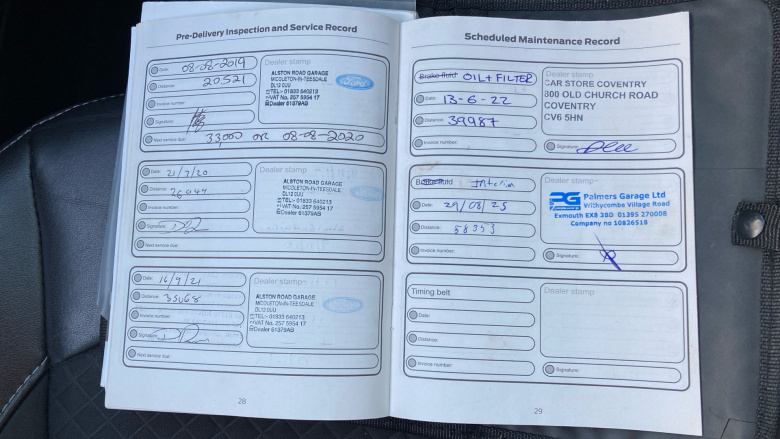 Pre-Delivery Inspection and Service Record
Date: 08-08-2019
Distance: 20521
Invoice number:
Signature:
Next service due: 33,000 or 08-08-2020
Dealer stamp
ALSTON ROAD GARAGE
MIDDLETON-IN-TEESDALE
DL12 0UU
TEL:- 01833 640213
VAT No. 257 5954 17
Dealer 61379AB
Ford
Date: 21/7/20
Distance:
Invoice number:
Signature:
Next service due:
Dealer stamp
ALSTON ROAD GARAGE
MIDDLETON-IN-TEESDALE
DL12 0UU
TEL:- 01833 640213
VAT No. 257 5954 17
Dealer 61379AB
Date: 16/9/21
Distance: 35068
Invoice number:
Signature:
Next service due:
Dealer stamp
ALSTON ROAD GARAGE
MIDDLETON-IN-TEESDALE
DL12 0UU
TEL:- 01833 640213
VAT No. 257 5954 17
Dealer 61379AB
28
Scheduled Maintenance Record
Brake fluid OIL + FILTER
Date: 13-6-22
Distance: 39987
Invoice number:
Dealer stamp
CAR STORE COVENTRY
800 OLD CHURCH ROAD
COVENTRY
CV6 5HN
Signature:
Brake fluid Interim
Date: 29/08/25
Distance: 58353
Invoice number:
Dealer stamp
PG Palmers Garage Ltd
Withycombe Village Road
Exmouth EX8 3BD 01395 270008
Company no 10826518
Signature:
Timing belt
Date:
Distance:
Invoice number:
Dealer stamp
Signature:
29